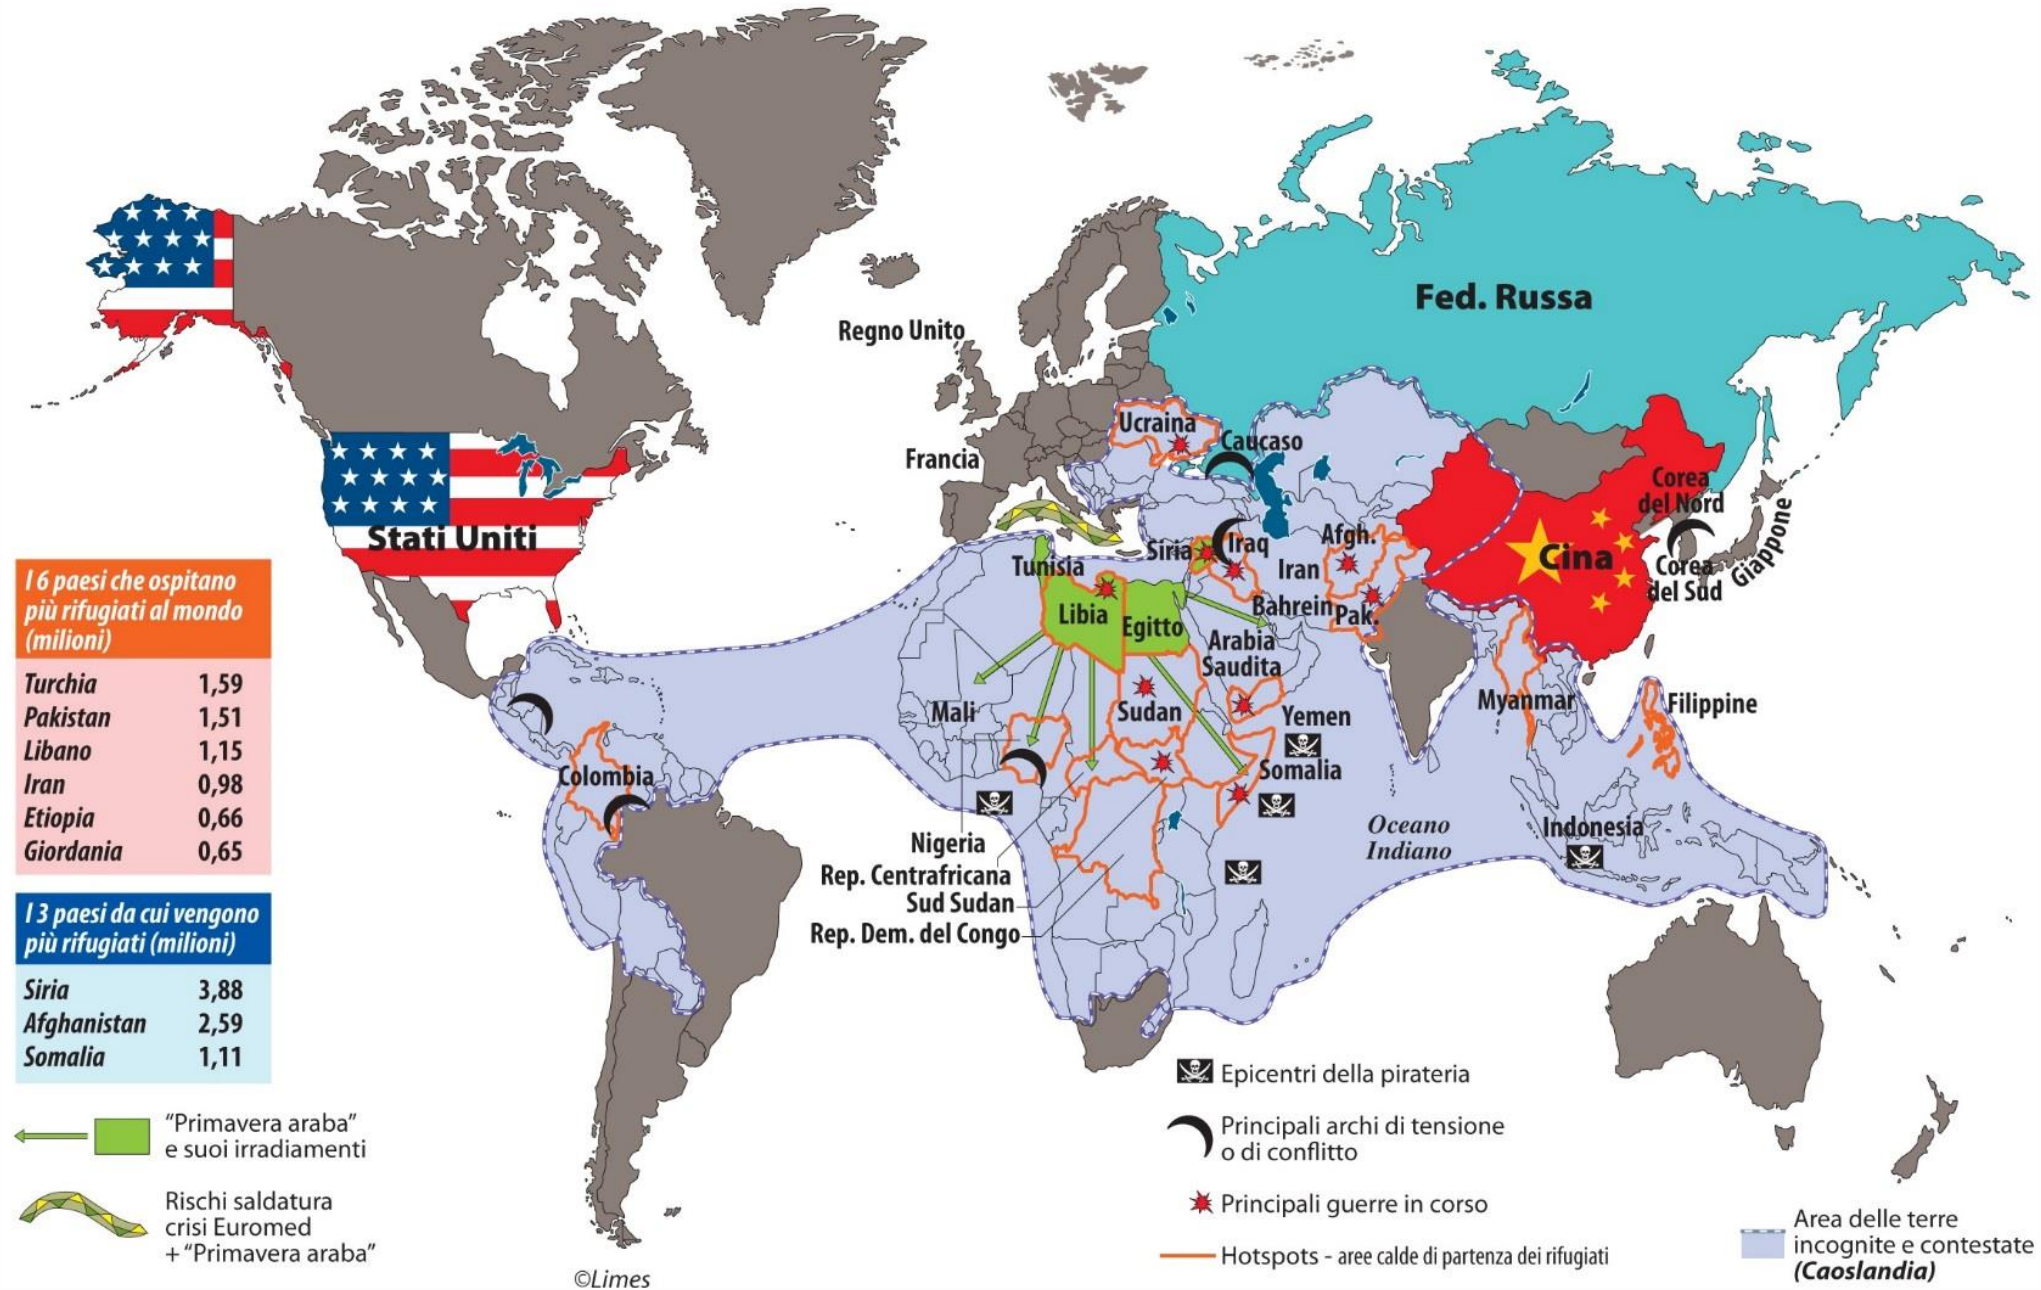 Fed. Russa
Regno Unito
Ucraina
Caucaso
Francia
Corea
del Nord
Stati Uniti
Giappone
Cina
Afgh.
Siria
Iraq
Tunisia
Iran
Corea
del Sud
Libia
Egitto
Bahrein
Pak.
Arabia
Saudita
Mali
Sudan
Yemen
Myanmar
Filippine
Colombia
Somalia
Oceano
Indiano
Indonesia
Nigeria
Rep. Centrafricana
Sud Sudan
Rep. Dem. del Congo
I 6 paesi che ospitano
più rifugiati al mondo
(milioni)
Turchia 1,59
Pakistan 1,51
Libano 1,15
Iran 0,98
Etiopia 0,66
Giordania 0,65
I 3 paesi da cui vengono
più rifugiati (milioni)
Siria 3,88
Afghanistan 2,59
Somalia 1,11
"Primavera araba"
e suoi irradiamenti
Rischi saldatura
crisi Euromed
+ "Primavera araba"
©Limes
Epicentri della pirateria
Principali archi di tensione
o di conflitto
Principali guerre in corso
Hotspots - aree calde di partenza dei rifugiati
Area delle terre
incognite e contestate
(Caoslandia)